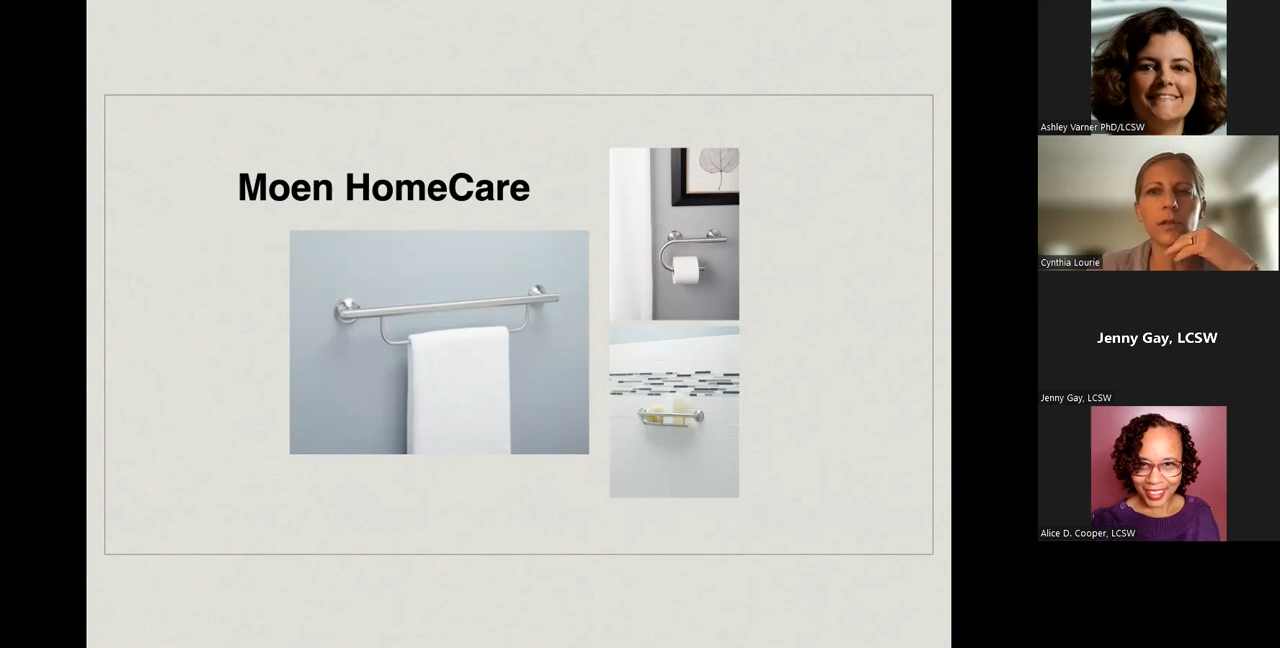 Moen HomeCare
Ashley Varner PhD/LCSW
Cynthia Lourie
Jenny Gay, LCSW
Jenny Gay, LCSW
Alice D. Cooper, LCSW